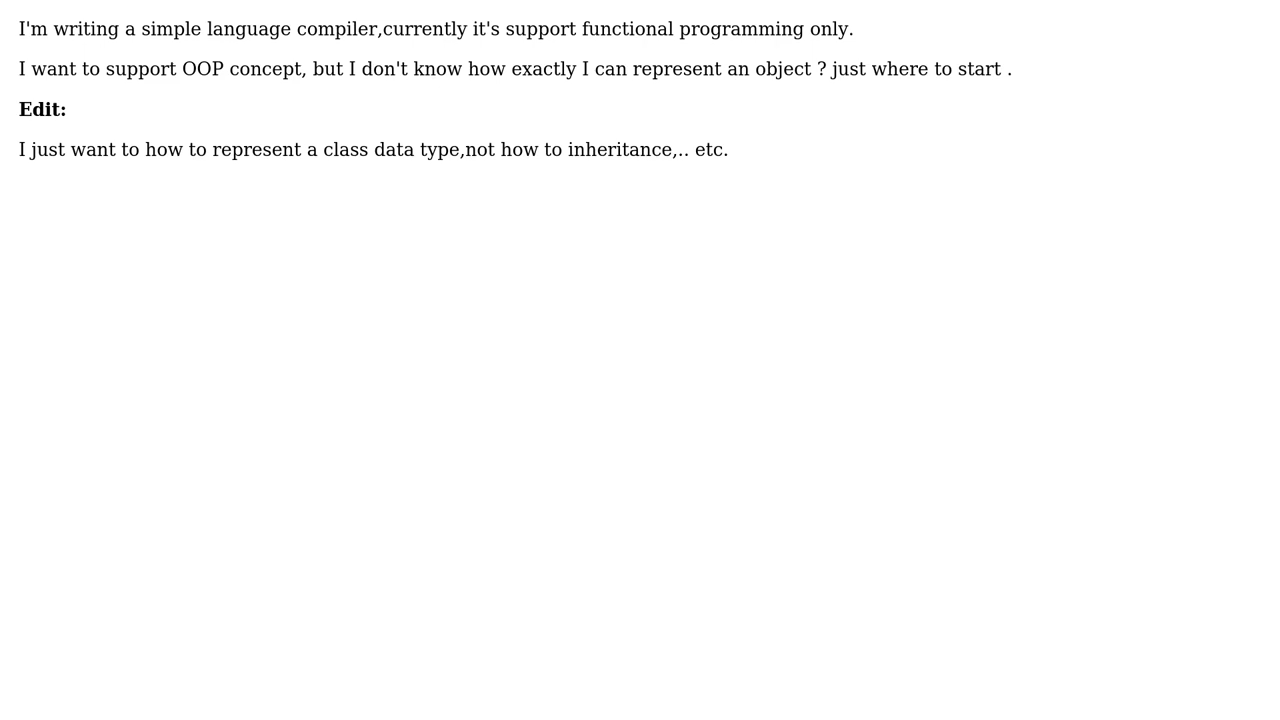 I'm writing a simple language compiler,currently it's support functional programming only.
I want to support OOP concept, but I don't know how exactly I can represent an object ? just where to start .
Edit:
I just want to how to represent a class data type,not how to inheritance,.. etc.